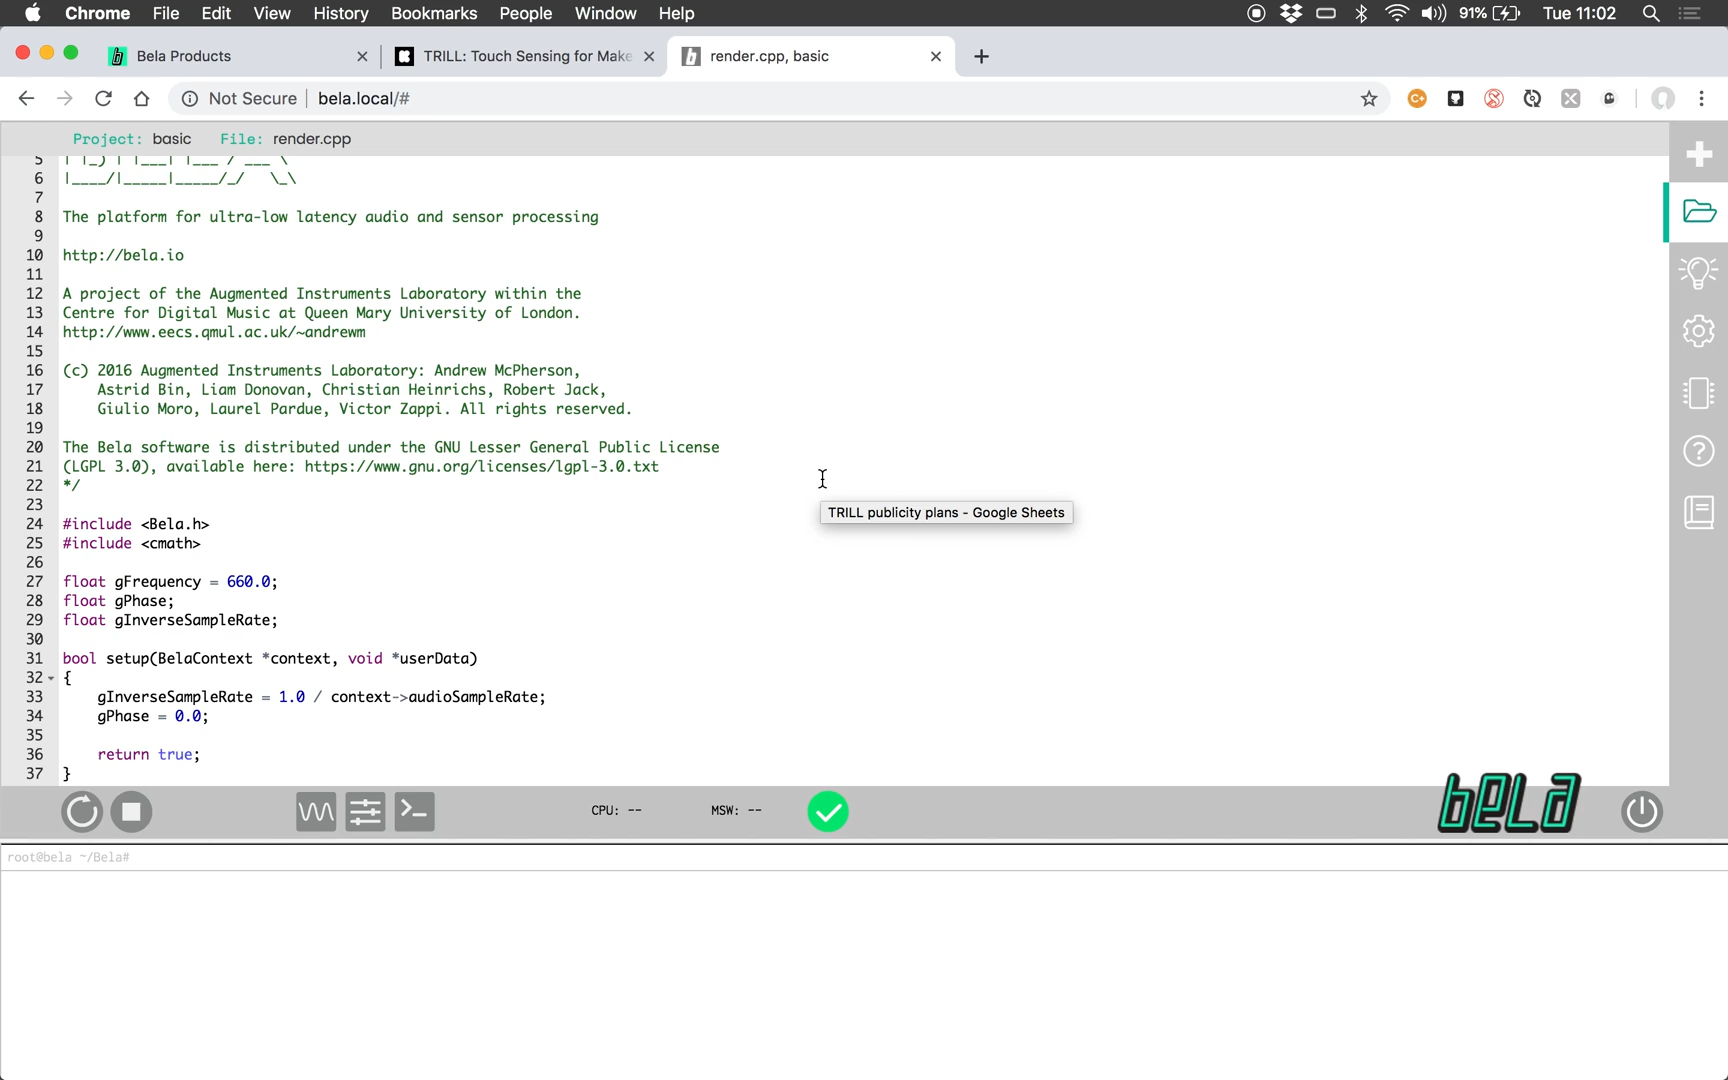 Chrome File Edit View History Bookmarks People Window Help 91% Tue 11:02
Bela Products TRILL: Touch Sensing for Make render.cpp, basic
Not Secure bela.local/#
Project: basic File: render.cpp
5
6
7
8 The platform for ultra-low latency audio and sensor processing
9
10 http://bela.io
11
12 A project of the Augmented Instruments Laboratory within the
13 Centre for Digital Music at Queen Mary University of London.
14 http://www.eecs.qmul.ac.uk/~andrewm
15
16 (c) 2016 Augmented Instruments Laboratory: Andrew McPherson,
17 Astrid Bin, Liam Donovan, Christian Heinrichs, Robert Jack,
18 Giulio Moro, Laurel Pardue, Victor Zappi. All rights reserved.
19
20 The Bela software is distributed under the GNU Lesser General Public License
21 (LGPL 3.0), available here: https://www.gnu.org/licenses/lgpl-3.0.txt
22 */
TRILL publicity plans - Google Sheets
23
24 #include <Bela.h>
25 #include <cmath>
26
27 float gFrequency = 660.0;
28 float gPhase;
29 float gInverseSampleRate;
30
31 bool setup(BelaContext *context, void *userData)
32 {
33 gInverseSampleRate = 1.0 / context->audioSampleRate;
34 gPhase = 0.0;
35
36 return true;
37 }
CPU: -- MSW: -- bela
root@bela ~/Bela#